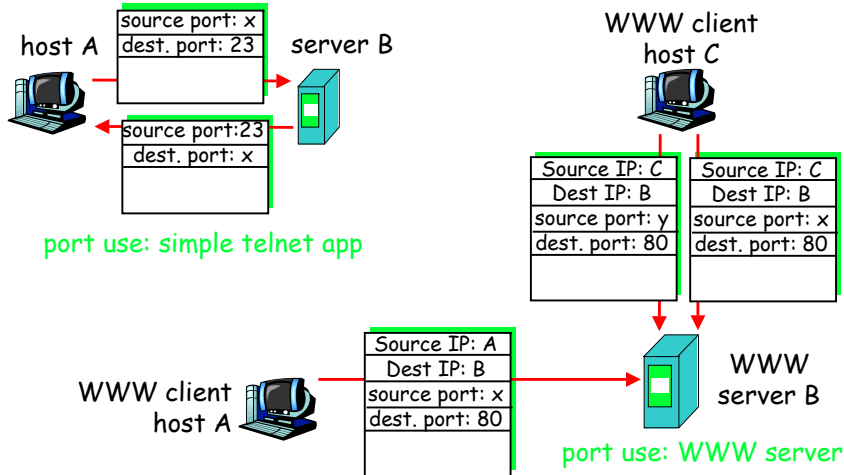 host A
source port: x
dest. port: 23
server B
source port:23
dest. port: x
port use: simple telnet app
WWW client
host C
Source IP: C
Dest IP: B
source port: y
dest. port: 80
Source IP: C
Dest IP: B
source port: x
dest. port: 80
WWW client
host A
Source IP: A
Dest IP: B
source port: x
dest. port: 80
WWW
server B
port use: WWW server